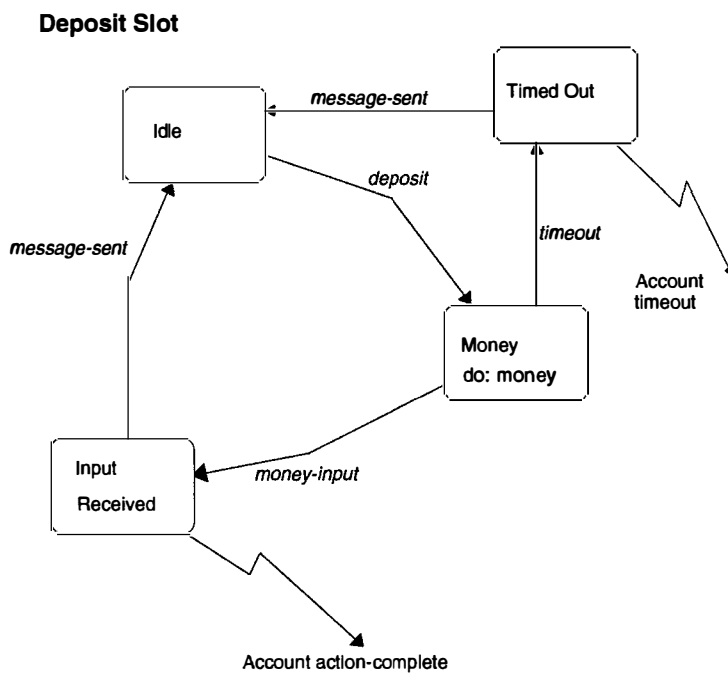 Deposit Slot
message-sent
Timed Out
Idle
deposit
message-sent
timeout
Account
timeout
Money
do: money
money-input
Input
Received
Account action-complete